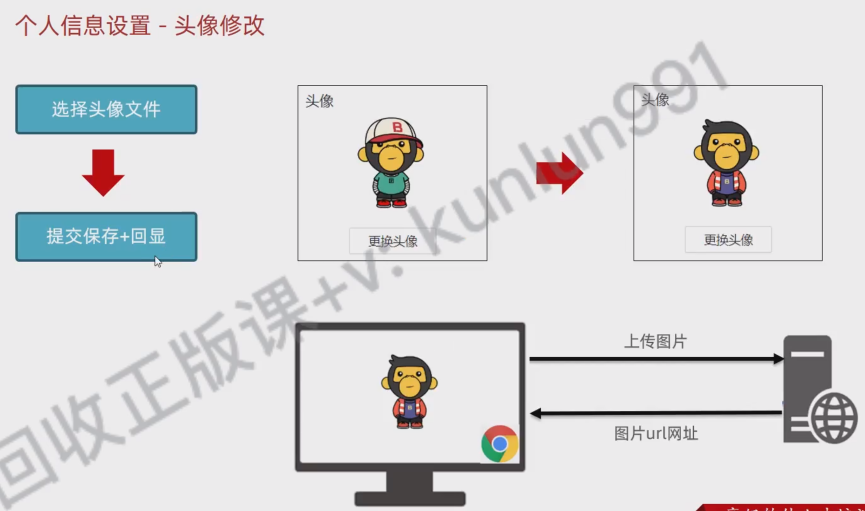 个人信息设置 - 头像修改
选择头像文件
提交保存+回显
头像
B
更换头像
头像
更换头像
上传图片
图片url网址
回收正版课+v: kunlun991